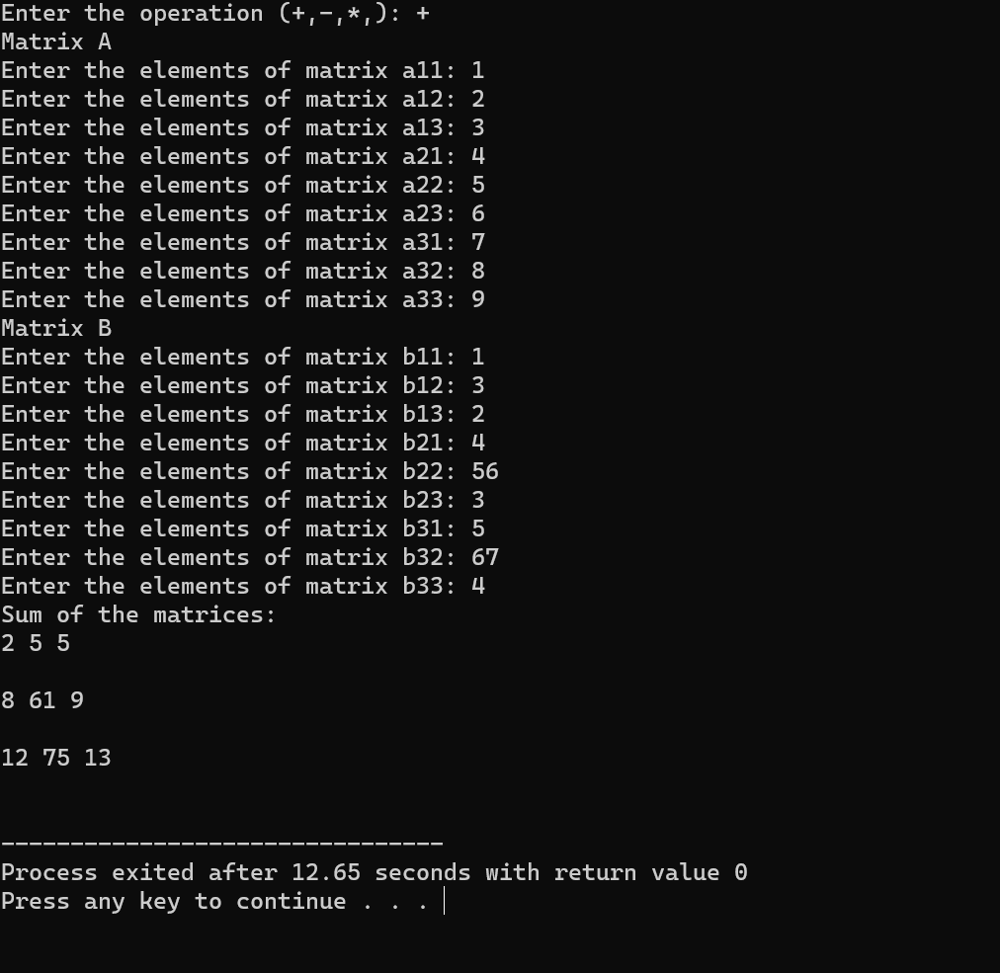 Enter the operation (+,-,*,): +
Matrix A
Enter the elements of matrix a11: 1
Enter the elements of matrix a12: 2
Enter the elements of matrix a13: 3
Enter the elements of matrix a21: 4
Enter the elements of matrix a22: 5
Enter the elements of matrix a23: 6
Enter the elements of matrix a31: 7
Enter the elements of matrix a32: 8
Enter the elements of matrix a33: 9
Matrix B
Enter the elements of matrix b11: 1
Enter the elements of matrix b12: 3
Enter the elements of matrix b13: 2
Enter the elements of matrix b21: 4
Enter the elements of matrix b22: 56
Enter the elements of matrix b23: 3
Enter the elements of matrix b31: 5
Enter the elements of matrix b32: 67
Enter the elements of matrix b33: 4
Sum of the matrices:
2 5 5
8 61 9
12 75 13
--------------------------------
Process exited after 12.65 seconds with return value 0
Press any key to continue . . .